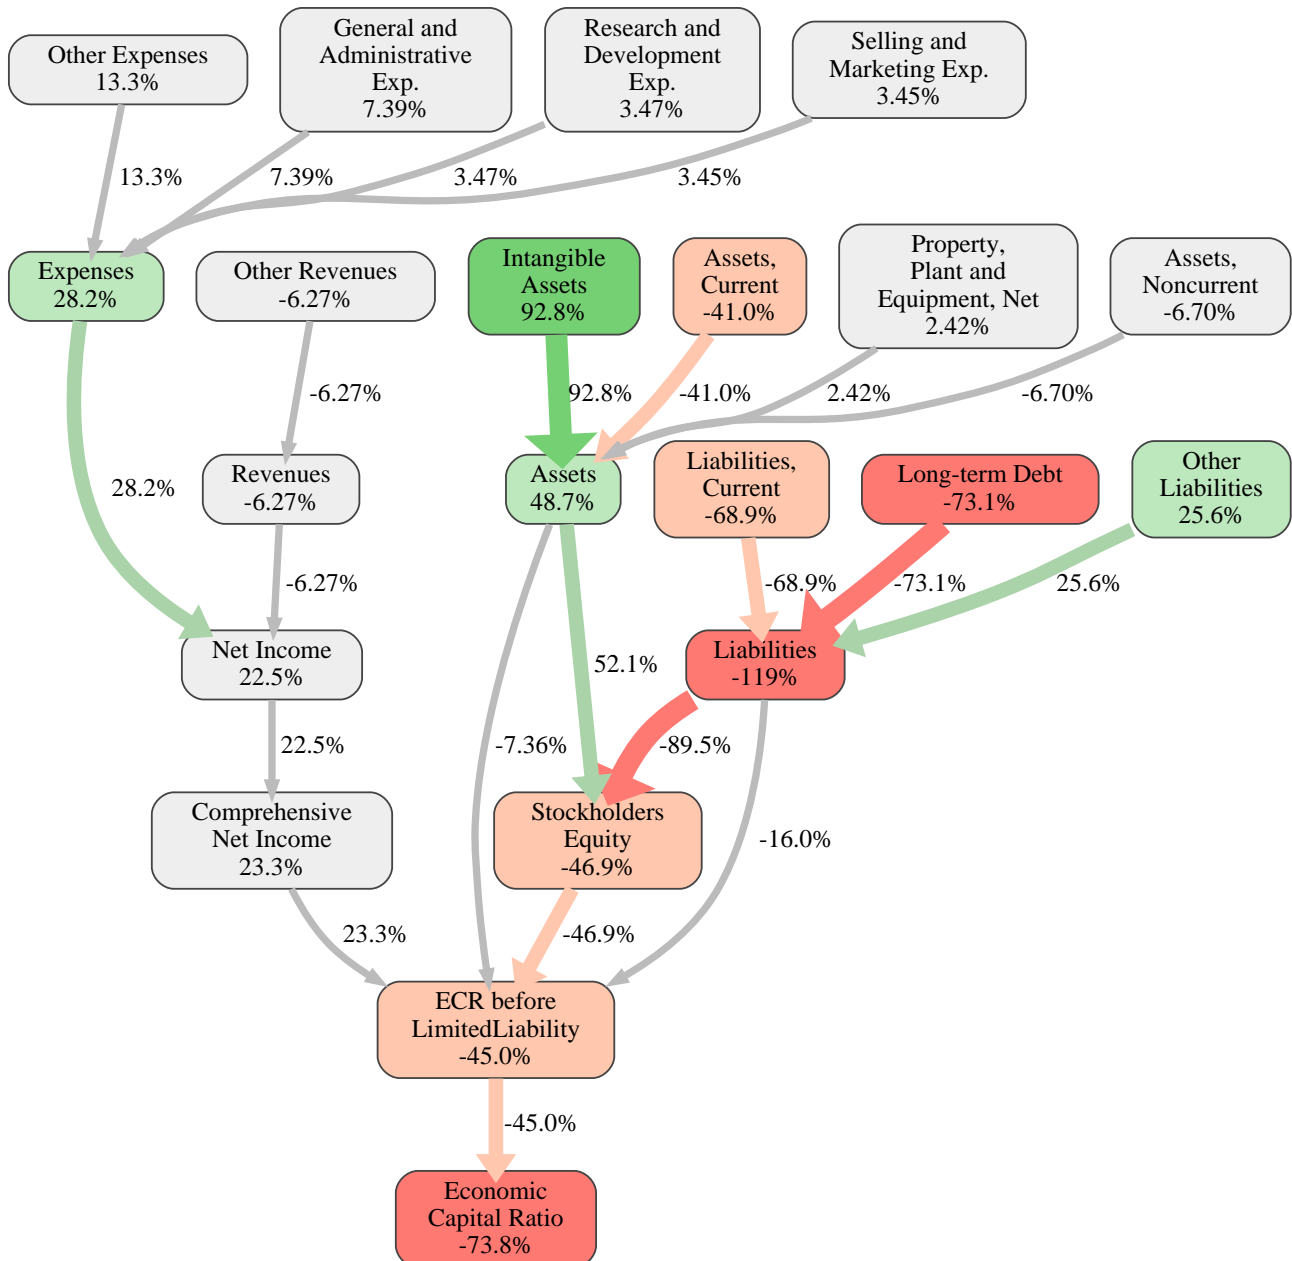 Other Expenses
13.3%
General and
Administrative
Exp.
7.39%
Research and
Development
Exp.
3.47%
Selling and
Marketing Exp.
3.45%
13.3%
7.39%
3.47%
3.45%
Expenses
28.2%
Other Revenues
-6.27%
Intangible
Assets
92.8%
Assets,
Current
-41.0%
Property,
Plant and
Equipment, Net
2.42%
Assets,
Noncurrent
-6.70%
-6.27%
92.8%
-41.0%
2.42%
-6.70%
28.2%
Revenues
-6.27%
Assets
48.7%
Liabilities,
Current
-68.9%
Long-term Debt
-73.1%
Other
Liabilities
25.6%
-6.27%
-68.9%
-73.1%
25.6%
Net Income
22.5%
52.1%
Liabilities
-119%
22.5%
-7.36%
-89.5%
Comprehensive
Net Income
23.3%
Stockholders
Equity
-46.9%
-16.0%
23.3%
-46.9%
ECR before
LimitedLiability
-45.0%
-45.0%
Economic
Capital Ratio
-73.8%